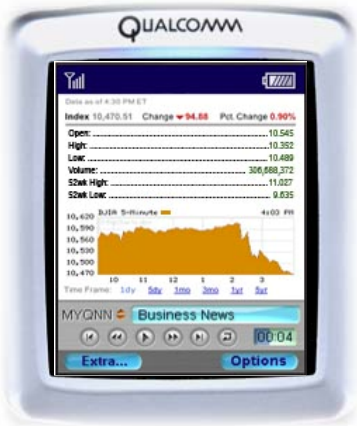 QUALCOMM
Data as of 4:30 PM ET
Index 10,470.51 Change 94.88 Pct. Change 0.90%
Open: 10.545
High: 10.352
Low: 10.489
Volume: 306,688,372
52wk High: 11.027
52wk Low: 9.635
DJIA 5-Minute 4:03 PM
10,620
10,590
10,560
10,530
10,500
10,470
10 11 12 1 2 3
Time Frame: 1dy 5dy 1mo 3mo 1yr 5yr
MYQNN Business News
00:04
Extra... Options